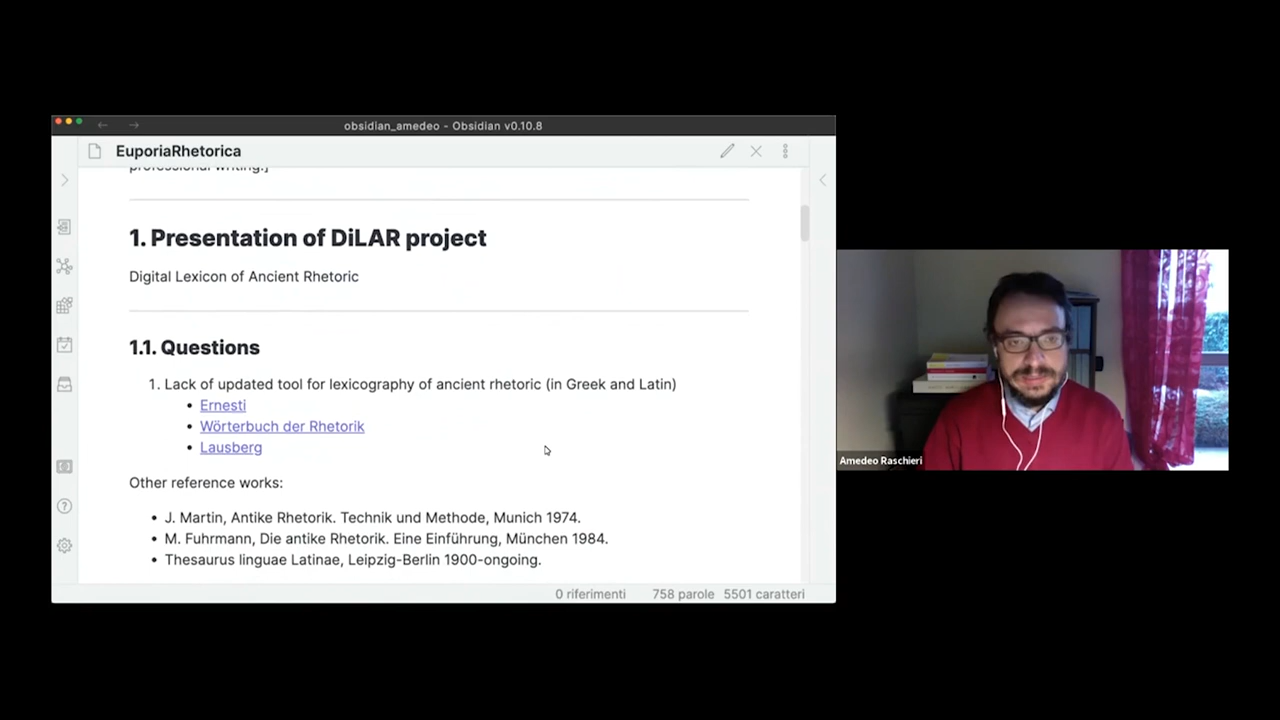 obsidian_amedeo - Obsidian v0.10.8
EuporiaRhetorica
professional writing.]
1. Presentation of DiLAR project
Digital Lexicon of Ancient Rhetoric
1.1. Questions
1. Lack of updated tool for lexicography of ancient rhetoric (in Greek and Latin)
• Ernesti
• Wörterbuch der Rhetorik
• Lausberg
Other reference works:
• J. Martin, Antike Rhetorik. Technik und Methode, Munich 1974.
• M. Fuhrmann, Die antike Rhetorik. Eine Einführung, München 1984.
• Thesaurus linguae Latinae, Leipzig-Berlin 1900-ongoing.
0 riferimenti 758 parole 5501 caratteri
Amedeo Raschieri